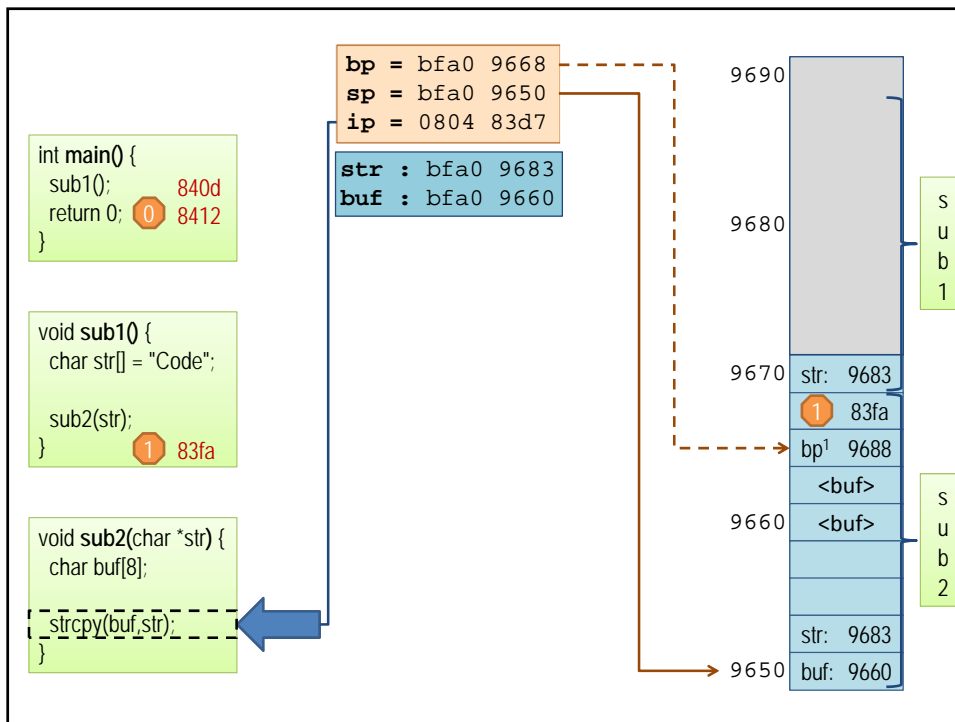 bp = bfa0 9668
sp = bfa0 9650
ip = 0804 83d7
str : bfa0 9683
buf : bfa0 9660
int main() {
sub1(); 840d
return 0; 0 8412
}
void sub1() {
char str[] = "Code";
sub2(str);
} 1 83fa
void sub2(char *str) {
char buf[8];
strcpy(buf,str);
}
9690
9680
9670 str: 9683
1 83fa
bp¹ 9688
<buf>
9660 <buf>
str: 9683
9650 buf: 9660
s
u
b
1
s
u
b
2